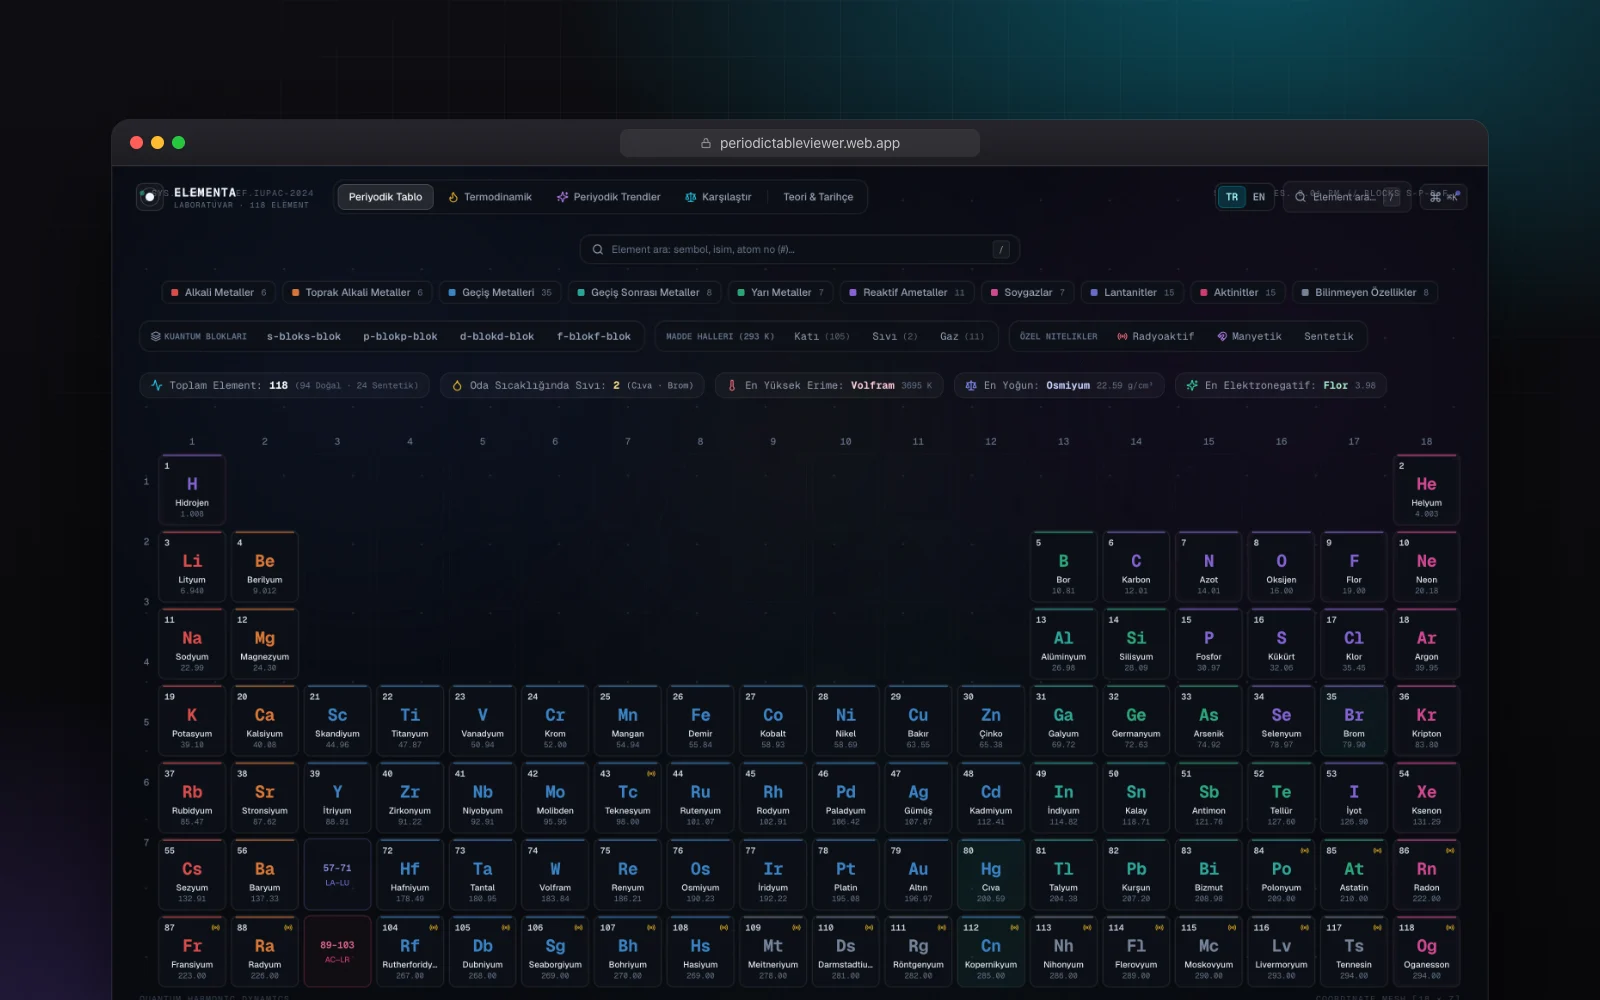 periodictableviewer.web.app
ELEMENTA EF.IUPAC-2024
LABORATUVAR · 118 ELEMENT
Periyodik Tablo Termodinamik Periyodik Trendler Karşılaştır Teori & Tarihçe
TR EN Element ara... / ⌘K
Element ara: sembol, isim, atom no (#)... /
Alkali Metaller 6 Toprak Alkali Metaller 6 Geçiş Metalleri 35 Geçiş Sonrası Metaller 8 Yarı Metaller 7 Reaktif Ametaller 11 Soygazlar 7 Lantanitler 15 Aktinitler 15 Bilinmeyen Özellikler 8
KUANTUM BLOKLARI s-bloks-blok p-blokp-blok d-blokd-blok f-blokf-blok MADDE HALLERİ (293 K) Katı (105) Sıvı (2) Gaz (11) ÖZEL NİTELİKLER Radyoaktif Manyetik Sentetik
Toplam Element: 118 (94 Doğal · 24 Sentetik) Oda Sıcaklığında Sıvı: 2 (Cıva · Brom) En Yüksek Erime: Volfram 3695 K En Yoğun: Osmiyum 22.59 g/cm³ En Elektronegatif: Flor 3.98
1 2 3 4 5 6 7 8 9 10 11 12 13 14 15 16 17 18
1 2
1 H He
Hidrojen Helyum
1.008 4.003
2 3 4 5 6 7 8 9 10
Li Be B C N O F Ne
Lityum Berilyum Bor Karbon Azot Oksijen Flor Neon
6.940 9.012 10.81 12.01 14.01 16.00 19.00 20.18
3
11 12 13 14 15 16 17 18
Na Mg Al Si P S Cl Ar
Sodyum Magnezyum Alüminyum Silisyum Fosfor Kükürt Klor Argon
4 22.99 24.30 26.98 28.09 30.97 32.06 35.45 39.95
19 20 21 22 23 24 25 26 27 28 29 30 31 32 33 34 35 36
5 K Ca Sc Ti V Cr Mn Fe Co Ni Cu Zn Ga Ge As Se Br Kr
Potasyum Kalsiyum Skandiyum Titanyum Vanadyum Krom Mangan Demir Kobalt Nikel Bakır Çinko Galyum Germanyum Arsenik Selenyum Brom Kripton
39.10 40.08 44.96 47.87 50.94 52.00 54.94 55.84 58.93 58.69 63.55 65.38 69.72 72.63 74.92 78.97 79.90 83.80
37 38 39 40 41 42 43 44 45 46 47 48 49 50 51 52 53 54
6 Rb Sr Y Zr Nb Mo Tc Ru Rh Pd Ag Cd In Sn Sb Te I Xe
Rubidyum Stronsiyum İtriyum Zirkonyum Niyobyum Molibden Teknesyum Rutenyum Rodyum Paladyum Gümüş Kadmiyum İndiyum Kalay Antimon Tellür İyot Ksenon
85.47 87.62 88.91 91.22 92.91 95.95 98.00 101.07 102.91 106.42 107.87 112.41 114.82 118.71 121.76 127.60 126.90 131.29
7 55 56 72 73 74 75 76 77 78 79 80 81 82 83 84 85 86
Cs Ba 57-71 Hf Ta W Re Os Ir Pt Au Hg Tl Pb Bi Po At Rn
Sezyum Baryum LA-LU Hafniyum Tantal Volfram Renyum Osmiyum İridyum Platin Altın Cıva Talyum Kurşun Bizmut Polonyum Astatin Radon
132.91 137.33 178.49 180.95 183.84 186.21 190.23 192.22 195.08 196.97 200.59 204.38 207.20 208.98 209.00 210.00 222.00
87 88 104 105 106 107 108 109 110 111 112 113 114 115 116 117 118
Fr Ra 89-103 Rf Db Sg Bh Hs Mt Ds Rg Cn Nh Fl Mc Lv Ts Og
Fransiyum Radyum AC-LR Rutherfordiy... Dubniyum Seaborgiyum Bohriyum Hasiyum Meitneriyum Darmstadtiu... Röntgenyum Kopernikyum Nihonyum Flerovyum Moskovyum Livermoryum Tennesin Oganesson
223.00 226.00 267.00 268.00 269.00 270.00 269.00 278.00 281.00 282.00 285.00 286.00 289.00 290.00 293.00 294.00 294.00